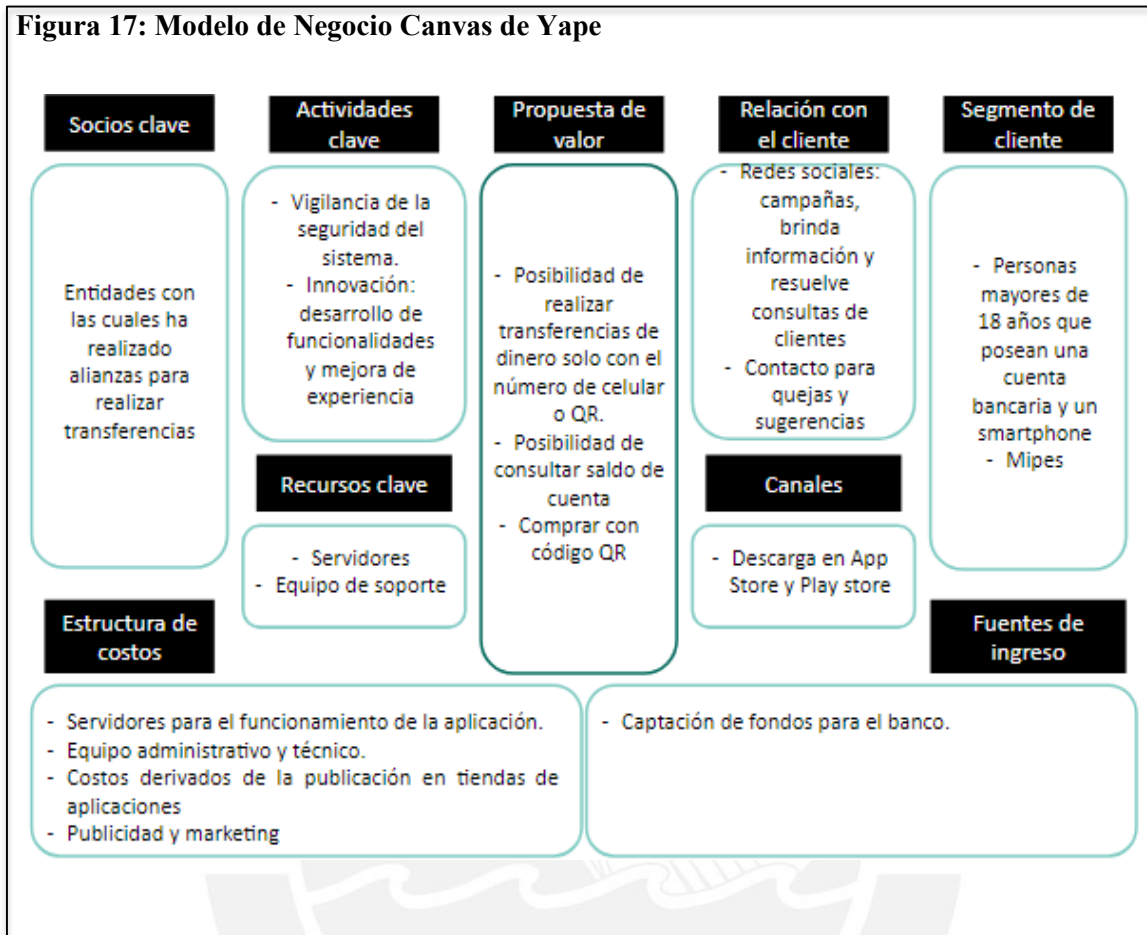 Figura 17: Modelo de Negocio Canvas de Yape
Socios clave
Entidades con
las cuales ha
realizado
alianzas para
realizar
transferencias
Actividades
clave
- Vigilancia de la
seguridad del
sistema.
- Innovación:
desarrollo de
funcionalidades
y mejora de
experiencia
Recursos clave
- Servidores
- Equipo de soporte
Propuesta de
valor
- Posibilidad de
realizar
transferencias de
dinero solo con el
número de celular
o QR.
- Posibilidad de
consultar saldo de
cuenta
- Comprar con
código QR
Relación con
el cliente
- Redes sociales:
campañas,
brinda
información y
resuelve
consultas de
clientes
- Contacto para
quejas y
sugerencias
Canales
- Descarga en App
Store y Play store
Segmento de
cliente
- Personas
mayores de
18 años que
posean una
cuenta
bancaria y un
smartphone
- Mipes
Estructura de
costos
- Servidores para el funcionamiento de la aplicación.
- Equipo administrativo y técnico.
- Costos derivados de la publicación en tiendas de
aplicaciones
- Publicidad y marketing
Fuentes de
ingreso
- Captación de fondos para el banco.